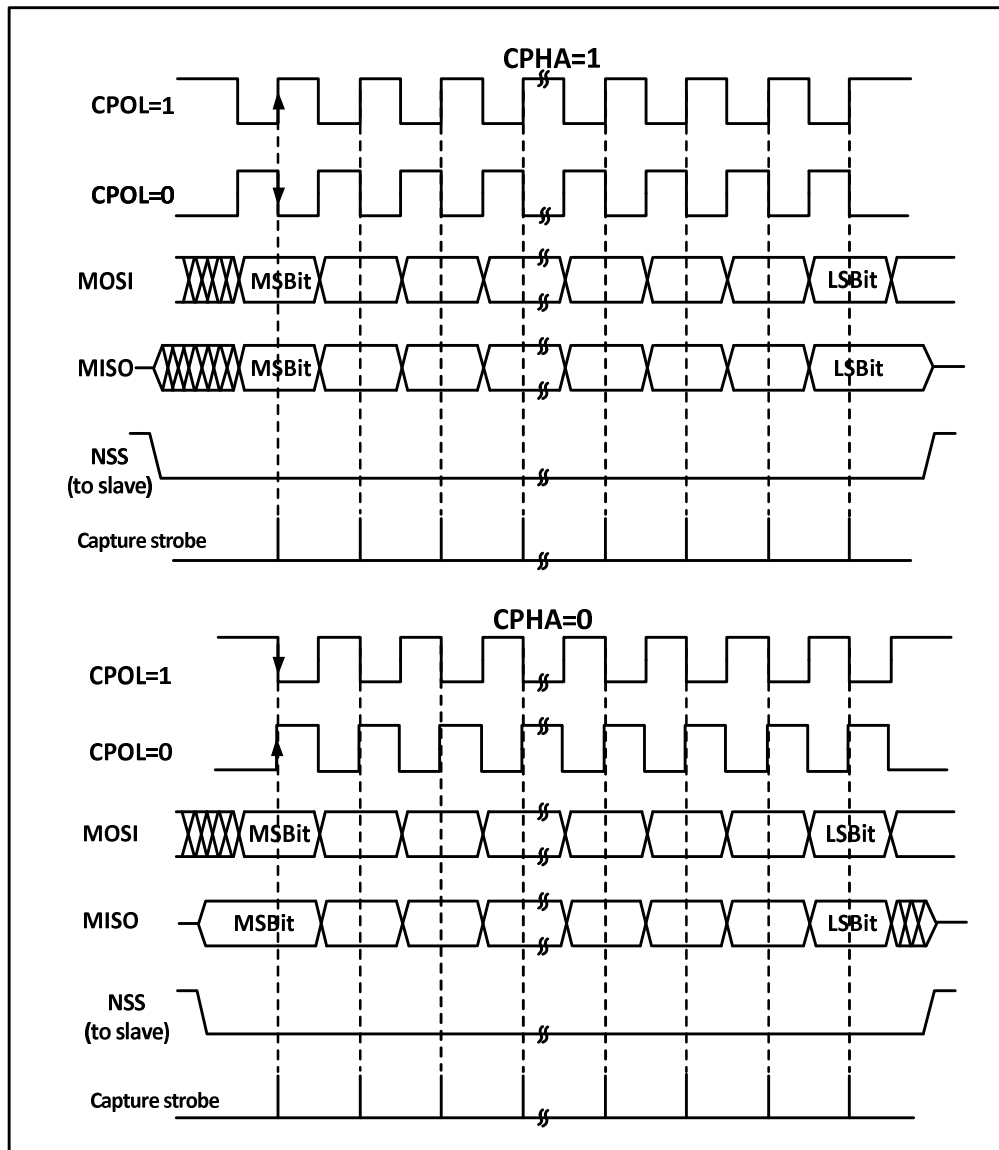 CPHA=1
CPOL=1
CPOL=0
MOSI
MSBit
LSBit
MISO
MSBit
LSBit
NSS
(to slave)
Capture strobe
CPHA=0
CPOL=1
CPOL=0
MOSI
MSBit
LSBit
MISO
MSBit
LSBit
NSS
(to slave)
Capture strobe